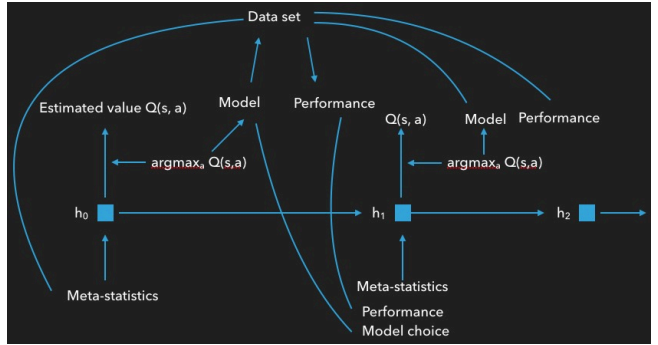 Data set
Estimated value Q(s, a)
Model
Performance
Q(s, a)
Model
Performance
argmaxₐ Q(s,a)
argmaxₐ Q(s,a)
h₀
h₁
h₂
Meta-statistics
Meta-statistics
Performance
Model choice